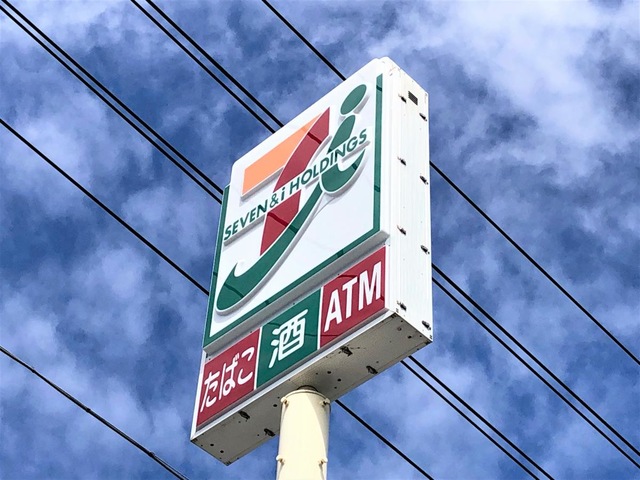 SEVEN & i HOLDINGS
たばこ 酒 ATM